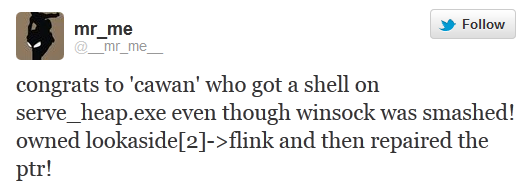 mr_me
@__mr_me__
Follow
congrats to 'cawan' who got a shell on
serve_heap.exe even though winsock was smashed!
owned lookaside[2]->flink and then repaired the
ptr!